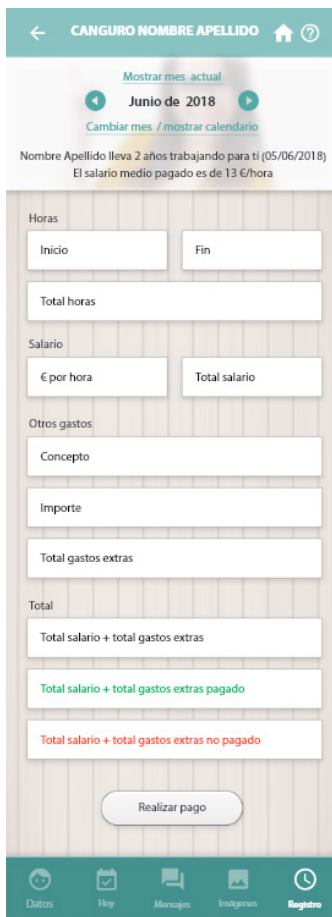 CANGURO NOMBRE APELLIDO
Mostrar mes actual
Junio de 2018
Cambiar mes / mostrar calendario
Nombre Apellido lleva 2 años trabajando para ti (05/06/2018)
El salario medio pagado es de 13 €/hora
Horas
Inicio Fin
Total horas
Salario
€ por hora Total salario
Otros gastos
Concepto
Importe
Total gastos extras
Total
Total salario + total gastos extras
Total salario + total gastos extras pagado
Total salario + total gastos extras no pagado
Realizar pago
Datos Hoy Mensajes Imágenes Registro